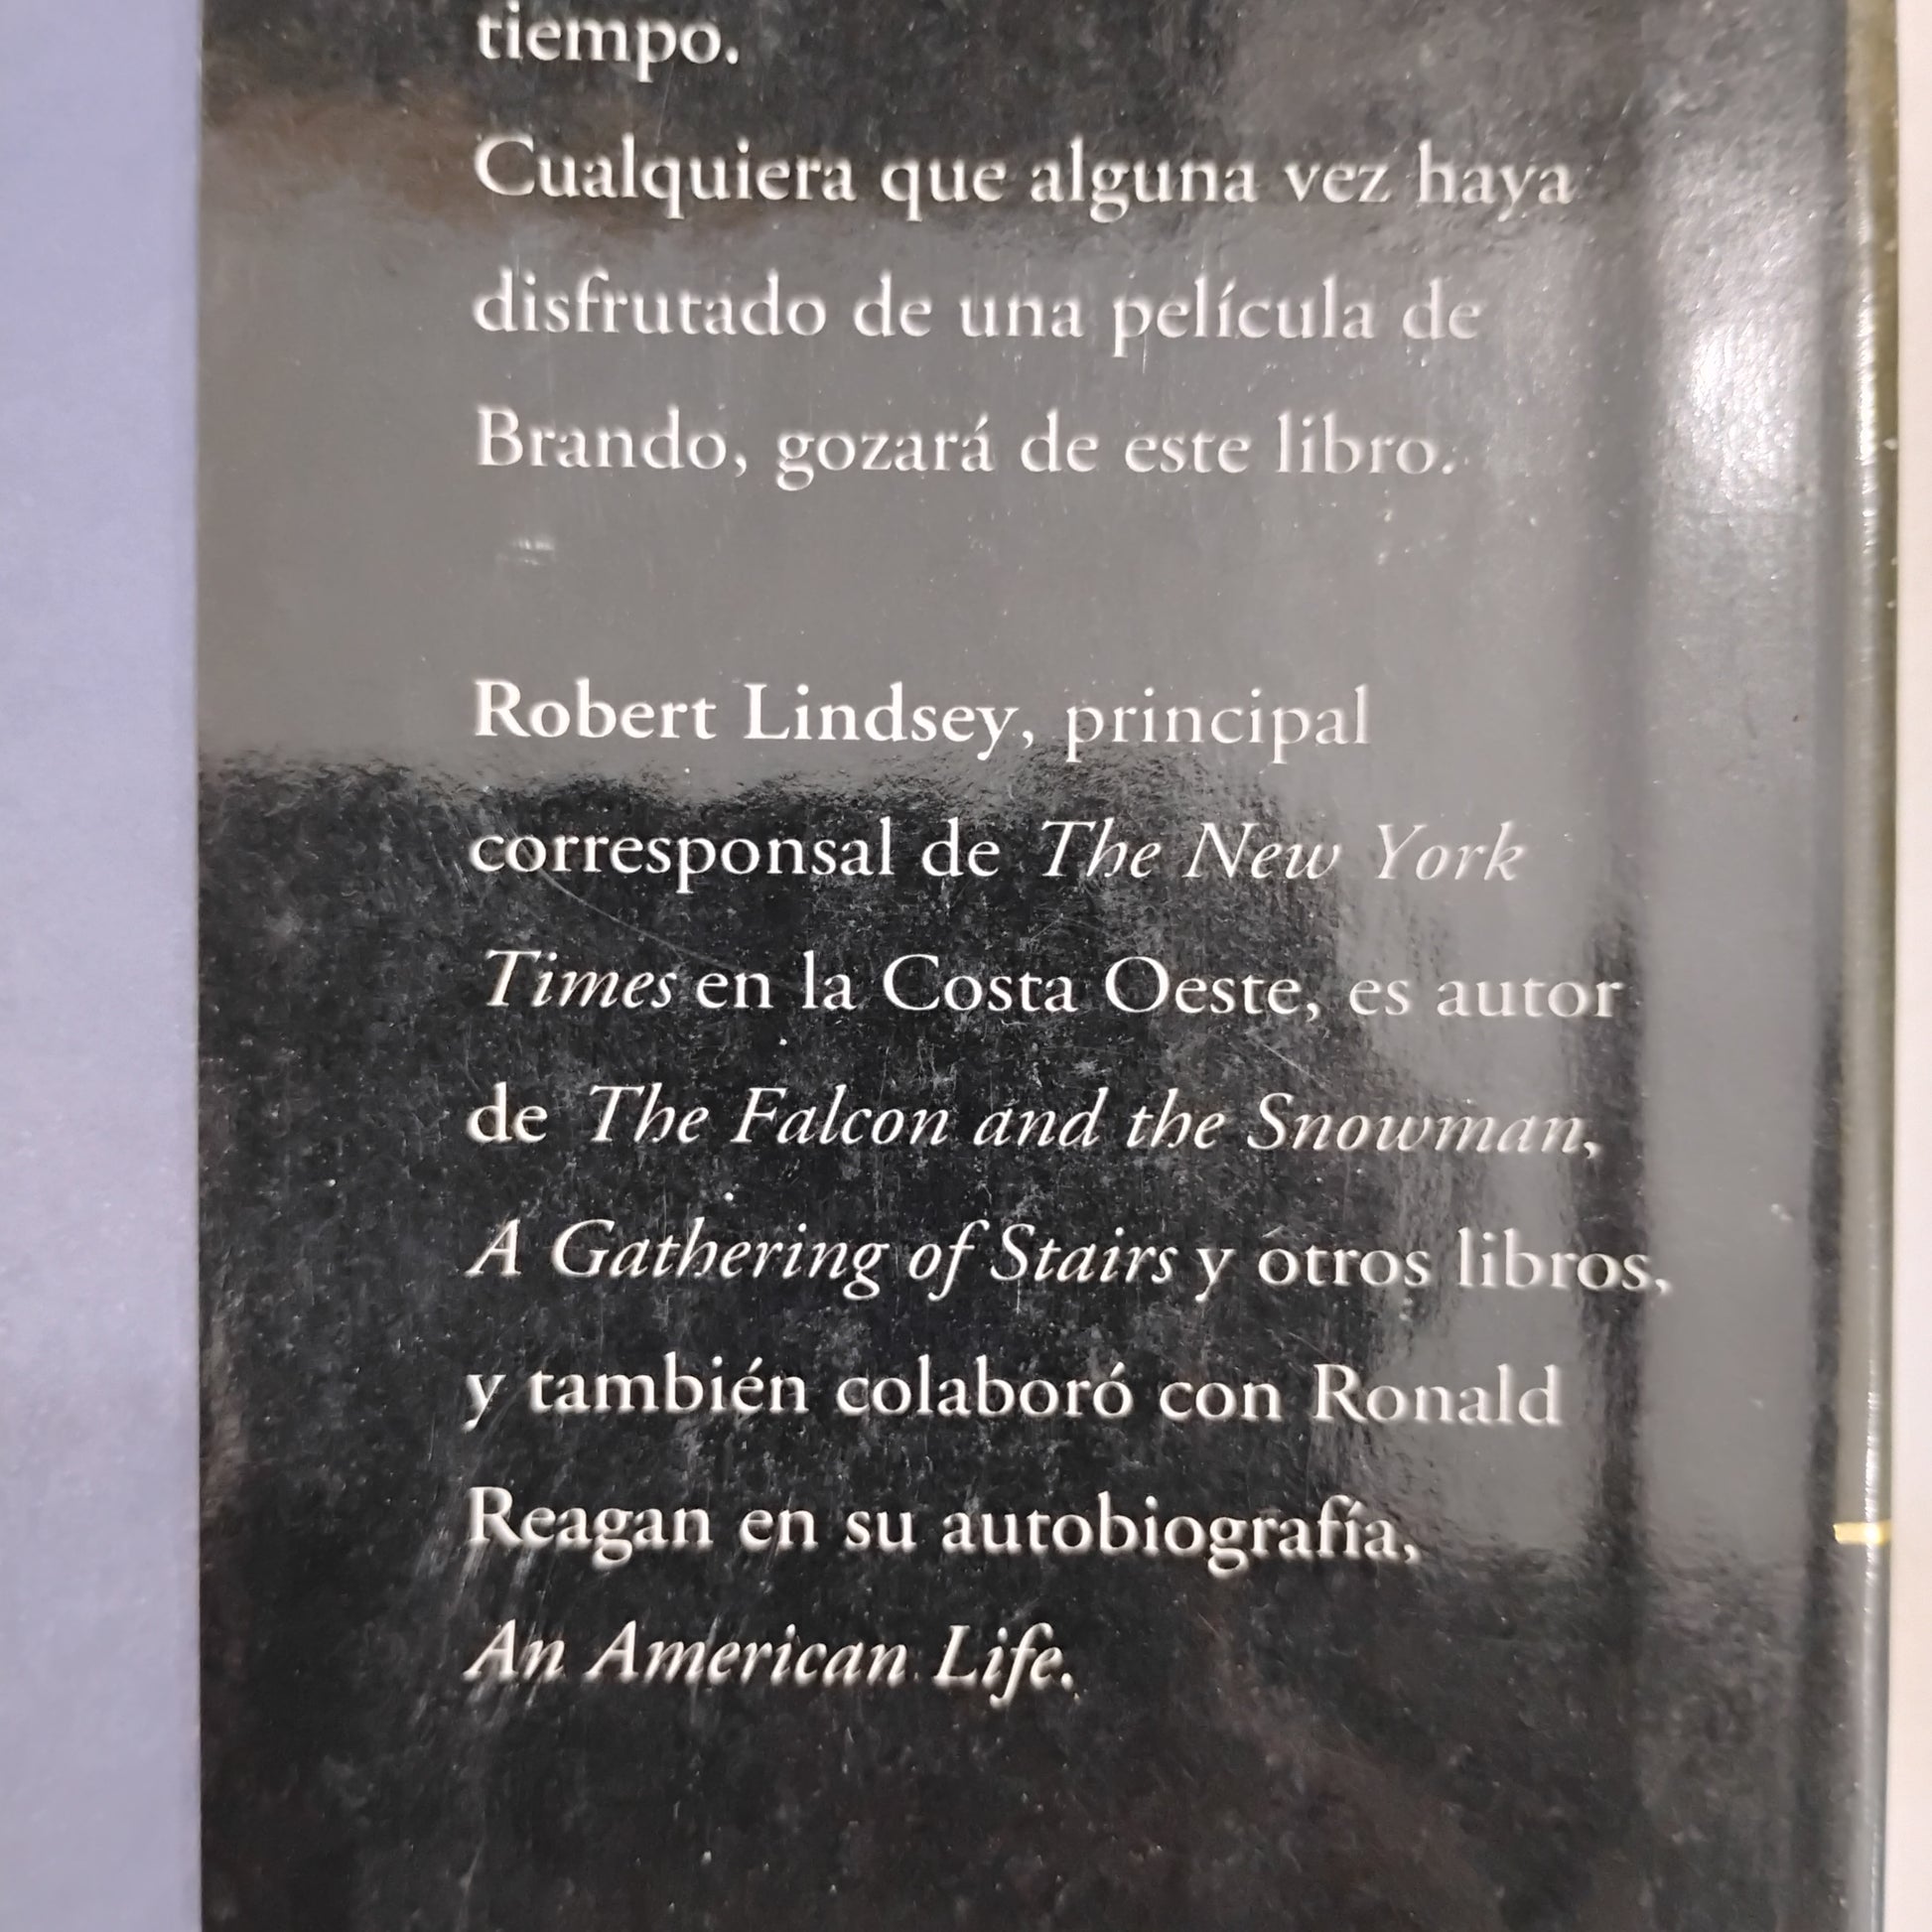 tiempo.
Cualquiera que alguna vez haya
disfrutado de una película de
Brando, gozará de este libro.
Robert Lindsey, principal
corresponsal de The New York
Times en la Costa Oeste, es autor
de The Falcon and the Snowman,
A Gathering of Stairs y otros libros,
y también colaboró con Ronald
Reagan en su autobiografía,
An American Life.